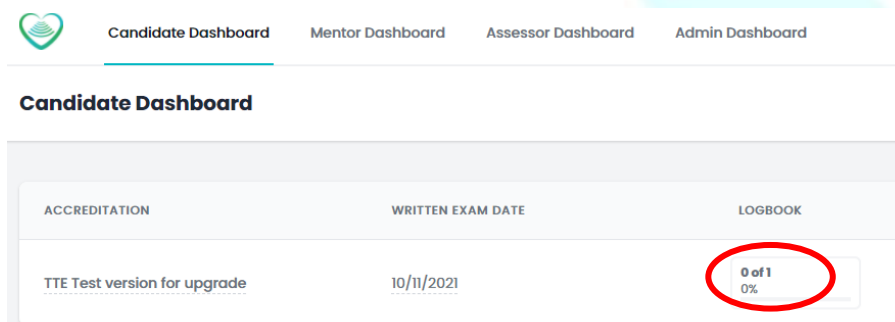 Candidate Dashboard Mentor Dashboard Assessor Dashboard Admin Dashboard
Candidate Dashboard
ACCREDITATION WRITTEN EXAM DATE LOGBOOK
TTE Test version for upgrade 10/11/2021 0 of 1
0%